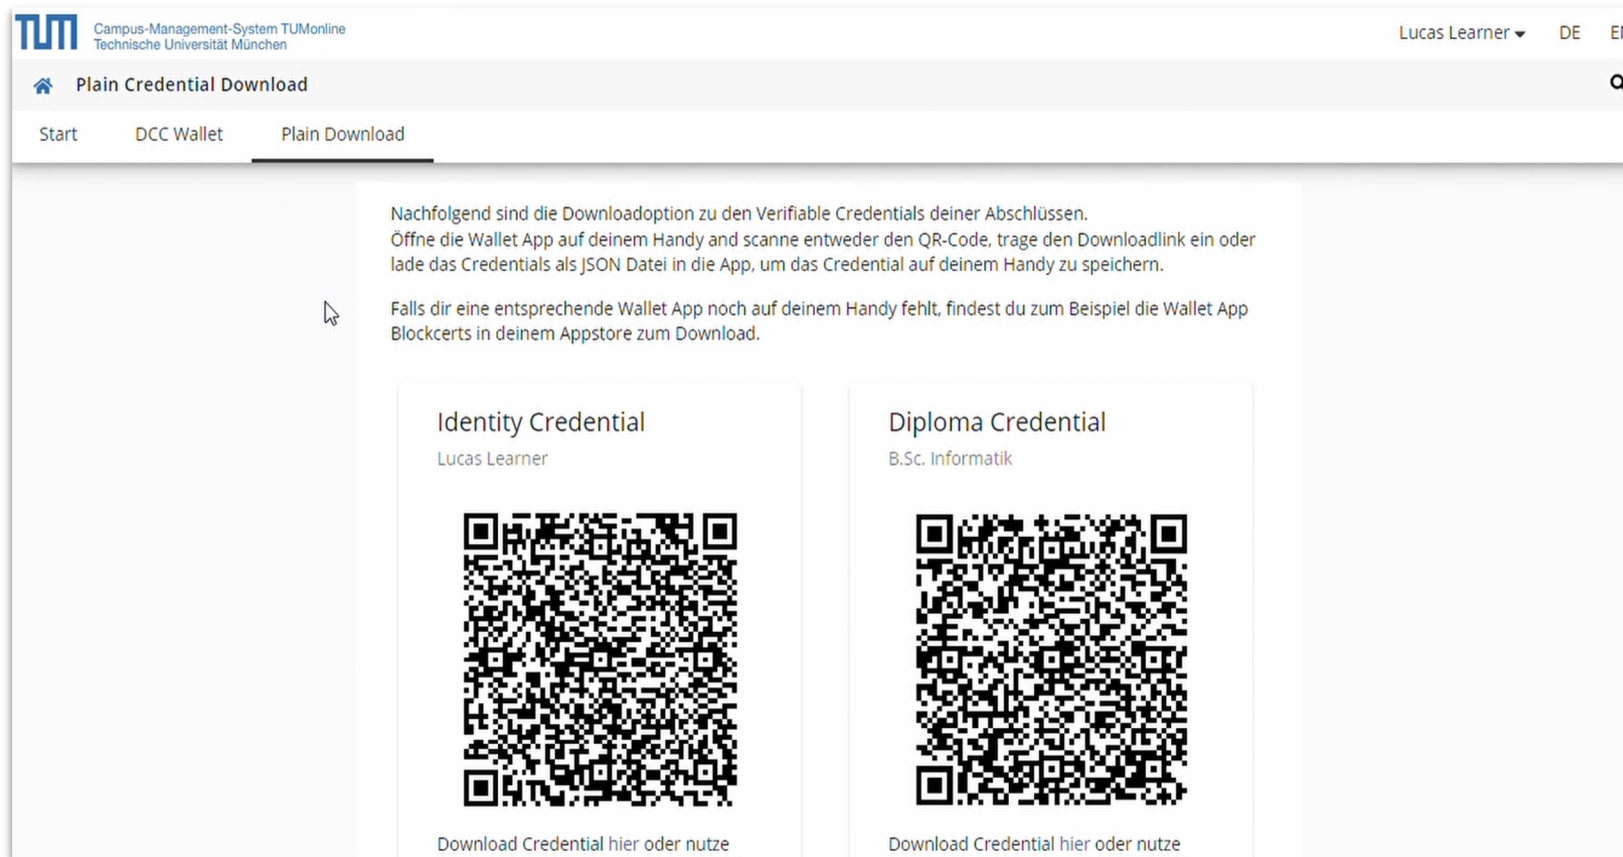 TUM
Campus-Management-System TUMonline
Technische Universität München
Lucas Learner
DE
Plain Credential Download
Start
DCC Wallet
Plain Download
Nachfolgend sind die Downloadoption zu den Verifiable Credentials deiner Abschlüssen.
Öffne die Wallet App auf deinem Handy and scanne entweder den QR-Code, trage den Downloadlink ein oder
lade das Credentials als JSON Datei in die App, um das Credential auf deinem Handy zu speichern.
Falls dir eine entsprechende Wallet App noch auf deinem Handy fehlt, findest du zum Beispiel die Wallet App
Blockcerts in deinem Appstore zum Download.
Identity Credential
Lucas Learner
Download Credential hier oder nutze
Diploma Credential
B.Sc. Informatik
Download Credential hier oder nutze